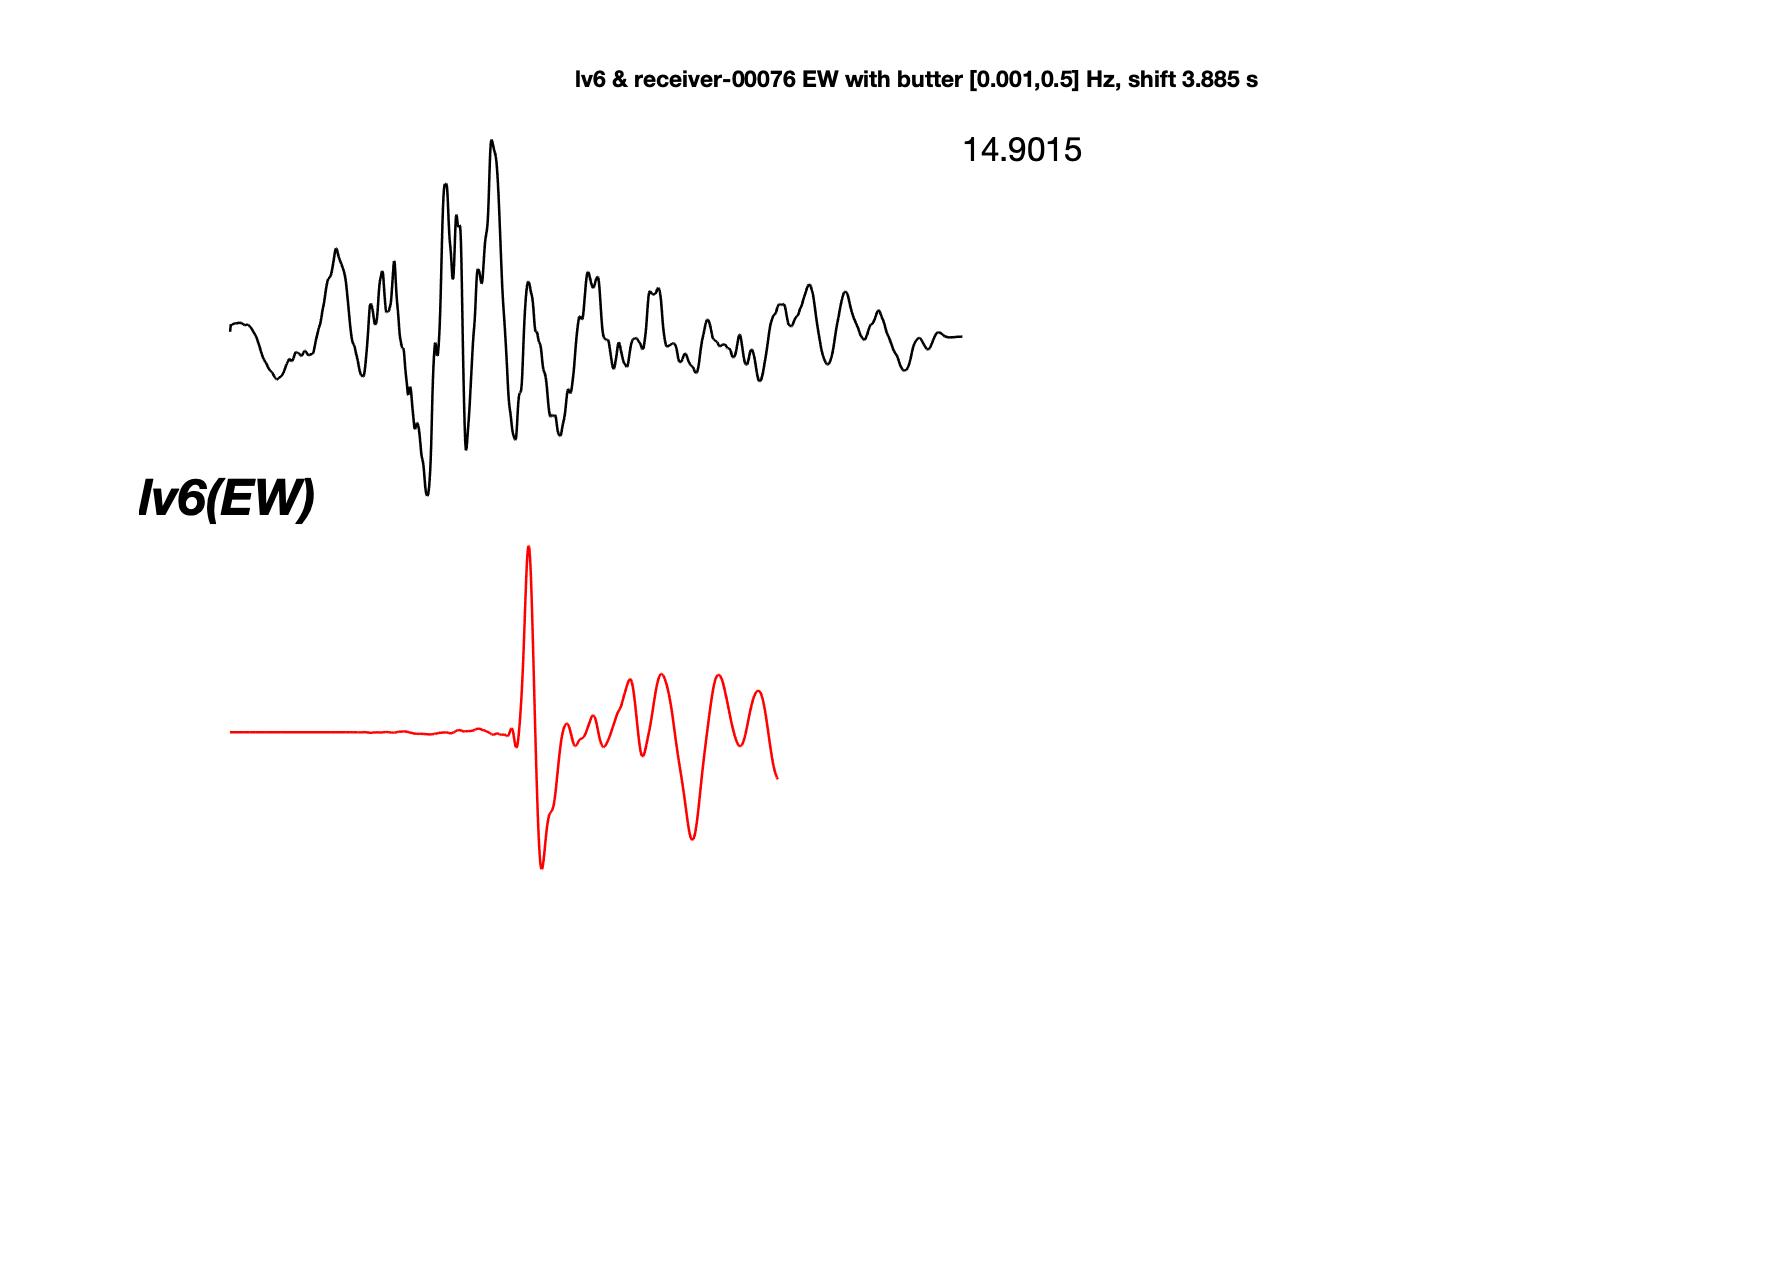 lv6 & receiver-00076 EW with butter [0.001,0.5] Hz, shift 3.885 s
14.9015
lv6(EW)